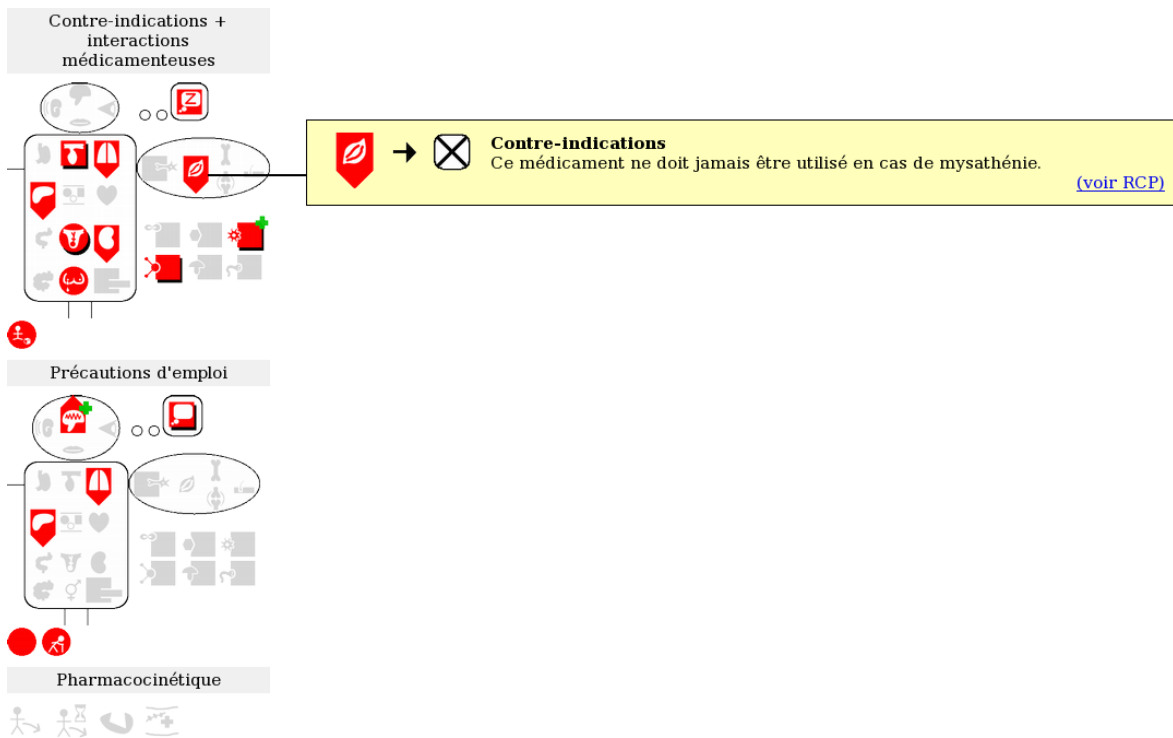 Contre-indications +
interactions
médicamenteuses
Contre-indications
Ce médicament ne doit jamais être utilisé en cas de mysathénie.
(voir RCP)
Précautions d'emploi
Pharmacocinétique